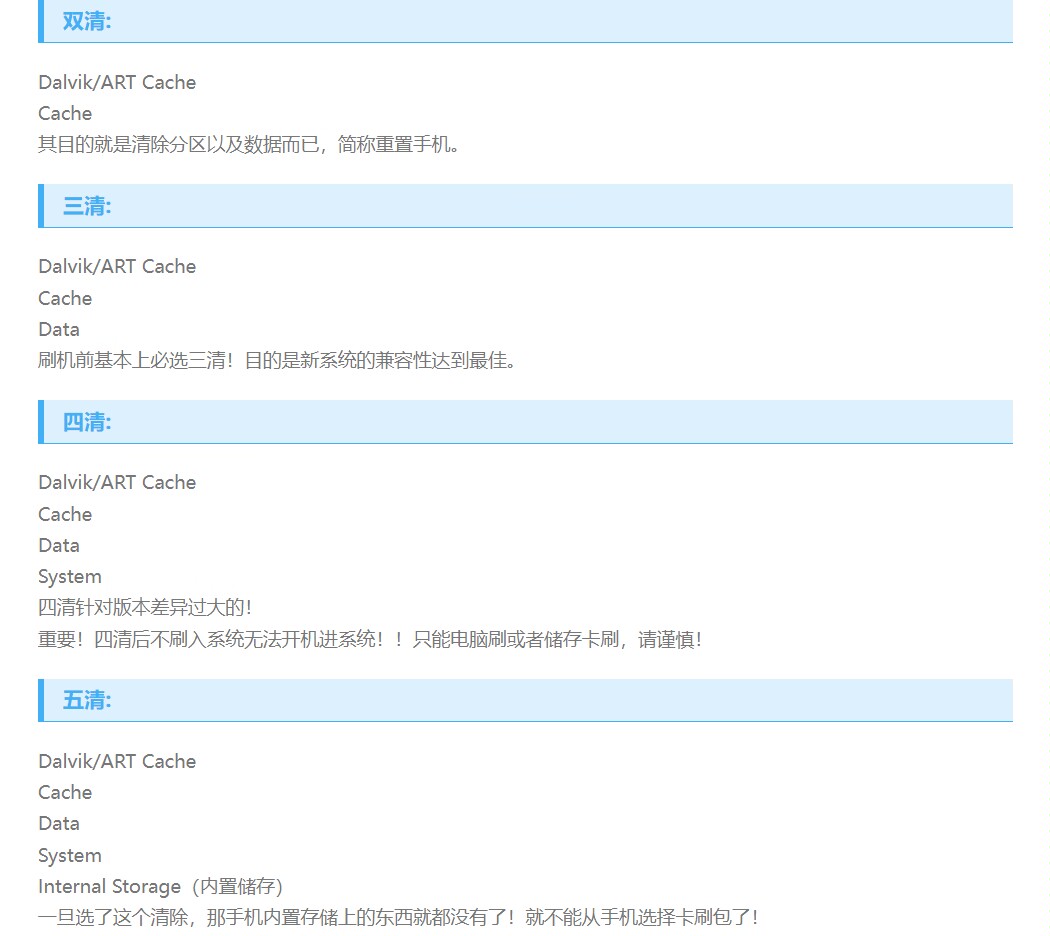 双清:
Dalvik/ART Cache
Cache
其目的就是清除分区以及数据而已，简称重置手机。
三清:
Dalvik/ART Cache
Cache
Data
刷机前基本上必选三清！目的是新系统的兼容性达到最佳。
四清:
Dalvik/ART Cache
Cache
Data
System
四清针对版本差异过大的！
重要！四清后不刷入系统无法开机进系统！！只能电脑刷或者储存卡刷，请谨慎！
五清:
Dalvik/ART Cache
Cache
Data
System
Internal Storage（内置储存）
一旦选了这个清除，那手机内置存储上的东西就都没有了！就不能从手机选择卡刷包了！